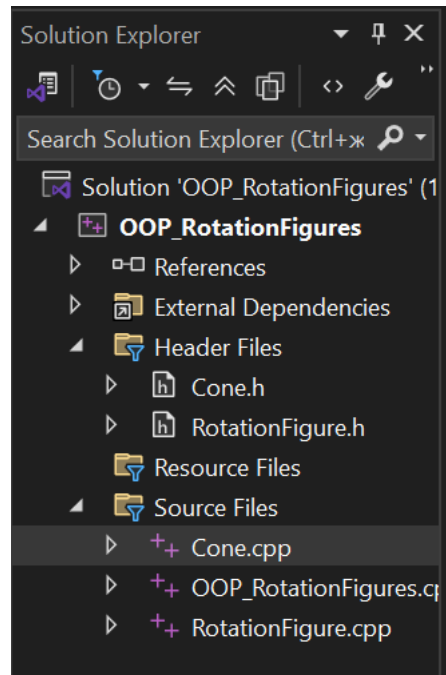 Solution Explorer
Search Solution Explorer (Ctrl+ж
Solution 'OOP_RotationFigures' (1
OOP_RotationFigures
References
External Dependencies
Header Files
Cone.h
RotationFigure.h
Resource Files
Source Files
Cone.cpp
OOP_RotationFigures.cp
RotationFigure.cpp